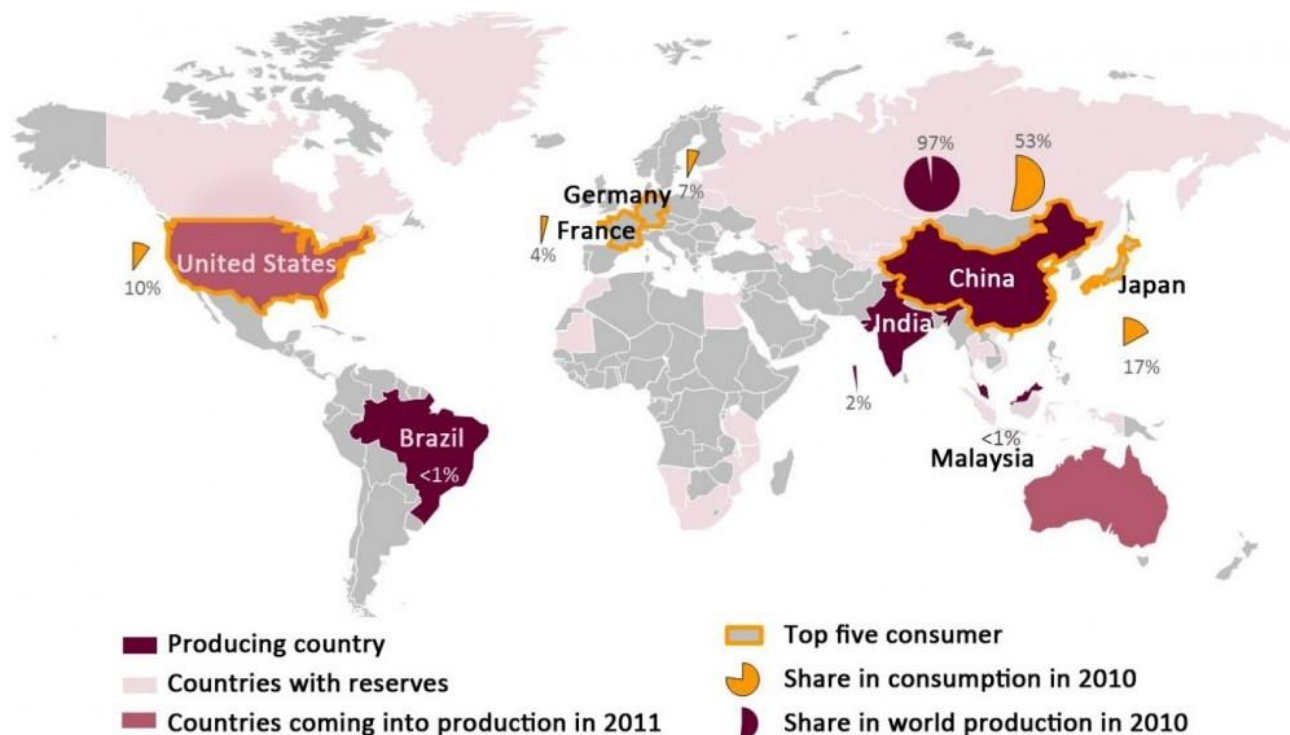 97%
53%
Germany
7%
France
4%
United States
10%
China
Japan
India
17%
2%
Brazil
<1%
<1%
Malaysia
Producing country
Countries with reserves
Countries coming into production in 2011
Top five consumer
Share in consumption in 2010
Share in world production in 2010